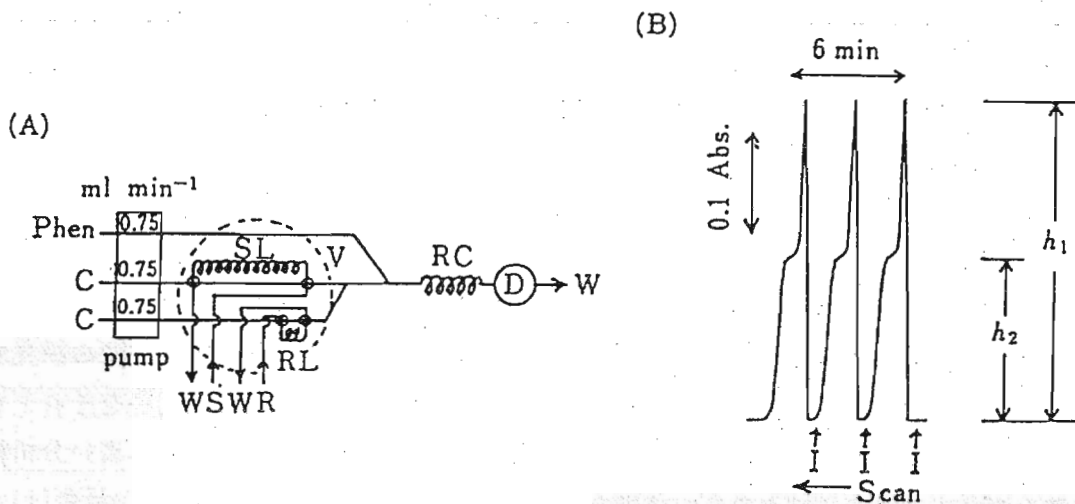 (A)
ml min⁻¹
Phen 0.75
C 0.75 SL V
C 0.75
pump RL
W S W R
RC
D
W
(B)
6 min
0.1 Abs.
h₁
h₂
I I I
Scan